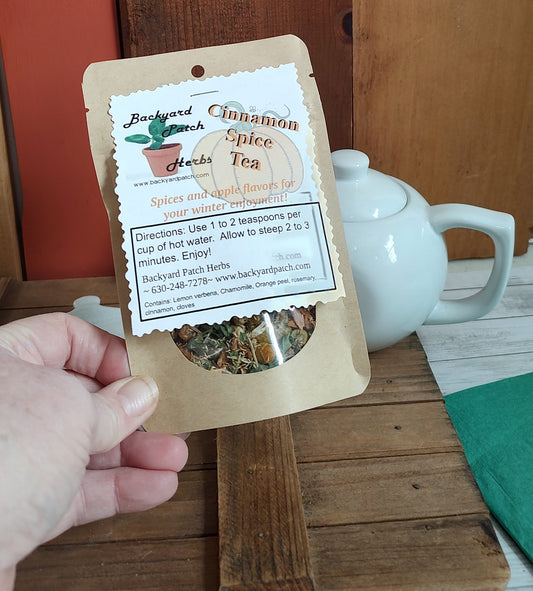 Backyard
Patch
Herbs
www.backyardpatch.com
Cinnamon
Spice
Tea
Spices and apple flavors for
your winter enjoyment!
Directions: Use 1 to 2 teaspoons per
cup of hot water. Allow to steep 2 to 3
minutes. Enjoy!
ch.com
Backyard Patch Herbs
~ 630-248-7278~ www.backyardpatch.com
Contains: Lemon verbena, Chamomile, Orange peel, rosemary,
cinnamon, cloves